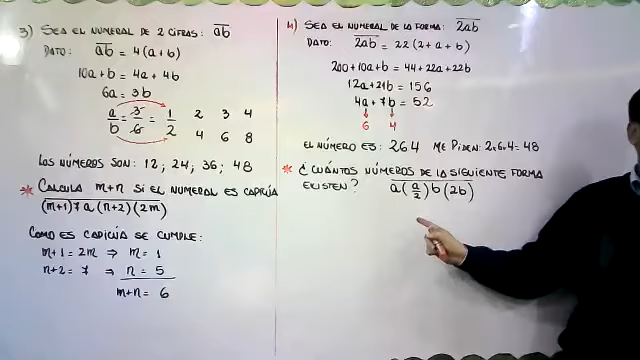 3) SEA EL NUMERAL DE 2 CIFRAS: ab
DATO: ab = 4(a+b)
10a+b = 4a+4b
6a = 3b
a/b = 3/6 = 1/2 2/4 3/6 4/8
LOS NÚMEROS SON: 12; 24; 36; 48
* CALCULA m+n SI EL NUMERAL ES CAPICÚA
(m+1)7a(n+2)(2m)
COMO ES CAPICÚA SE CUMPLE:
m+1 = 2m ⇒ m = 1
n+2 = 7 ⇒ n = 5
m+n = 6
4) SEA EL NUMERAL DE LA FORMA: 2ab
DATO: 2ab = 22(2+a+b)
200+10a+b = 44+22a+22b
12a+21b = 156
4a+7b = 52
6 4
EL NÚMERO ES: 264 ME PIDEN: 2×6×4=48
* ¿CUÁNTOS NÚMEROS DE LA SIGUIENTE FORMA
EXISTEN? a(a/2)b(2b)